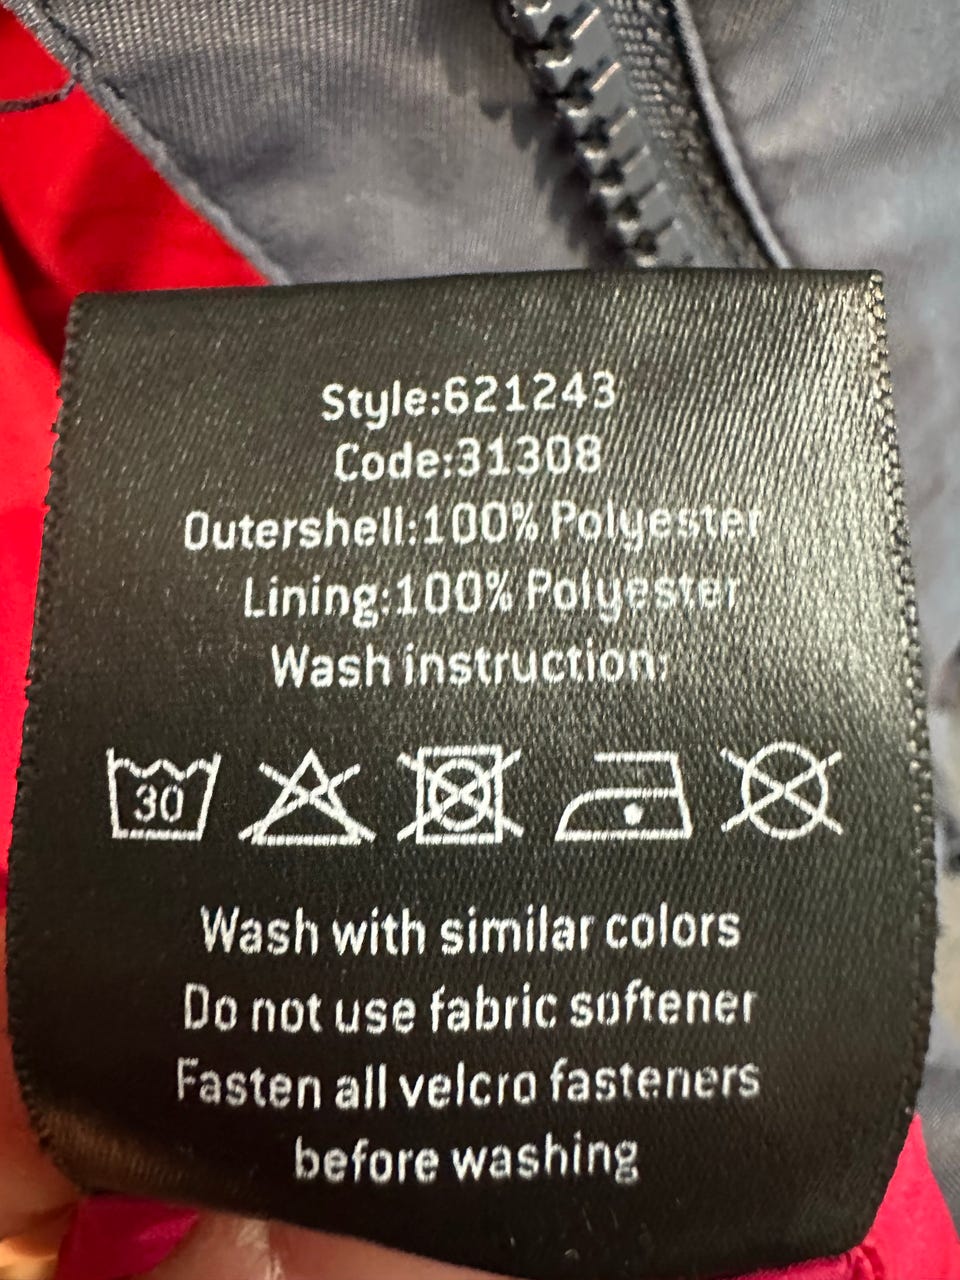 Style:621243
Code:31308
Outershell:100% Polyester
Lining:100% Polyester
Wash instruction:
30
Wash with similar colors
Do not use fabric softener
Fasten all velcro fasteners
before washing